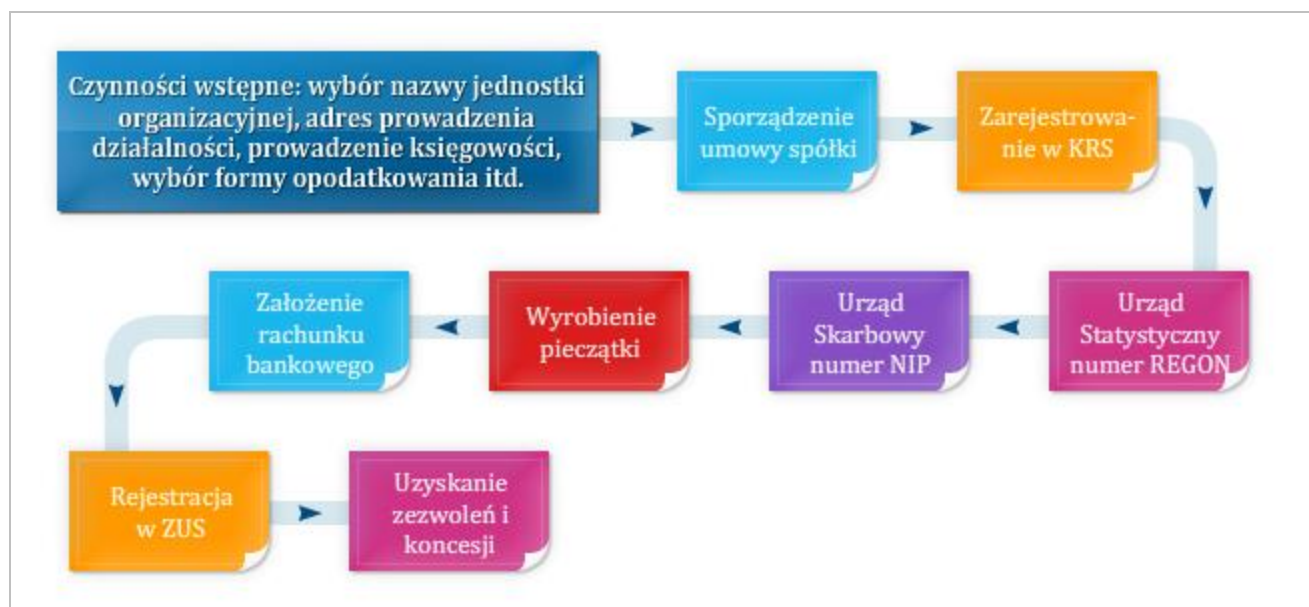 Czynności wstępne: wybór nazwy jednostki
organizacyjnej, adres prowadzenia
działalności, prowadzenie księgowości,
wybór formy opodatkowania itd.
Sporządzenie
umowy spółki
Zarejestrowa-
nie w KRS
Urząd
Statystyczny
numer REGON
Urząd
Skarbowy
numer NIP
Wyrobienie
pieczątki
Założenie
rachunku
bankowego
Rejestracja
w ZUS
Uzyskanie
zezwoleń i
koncesji